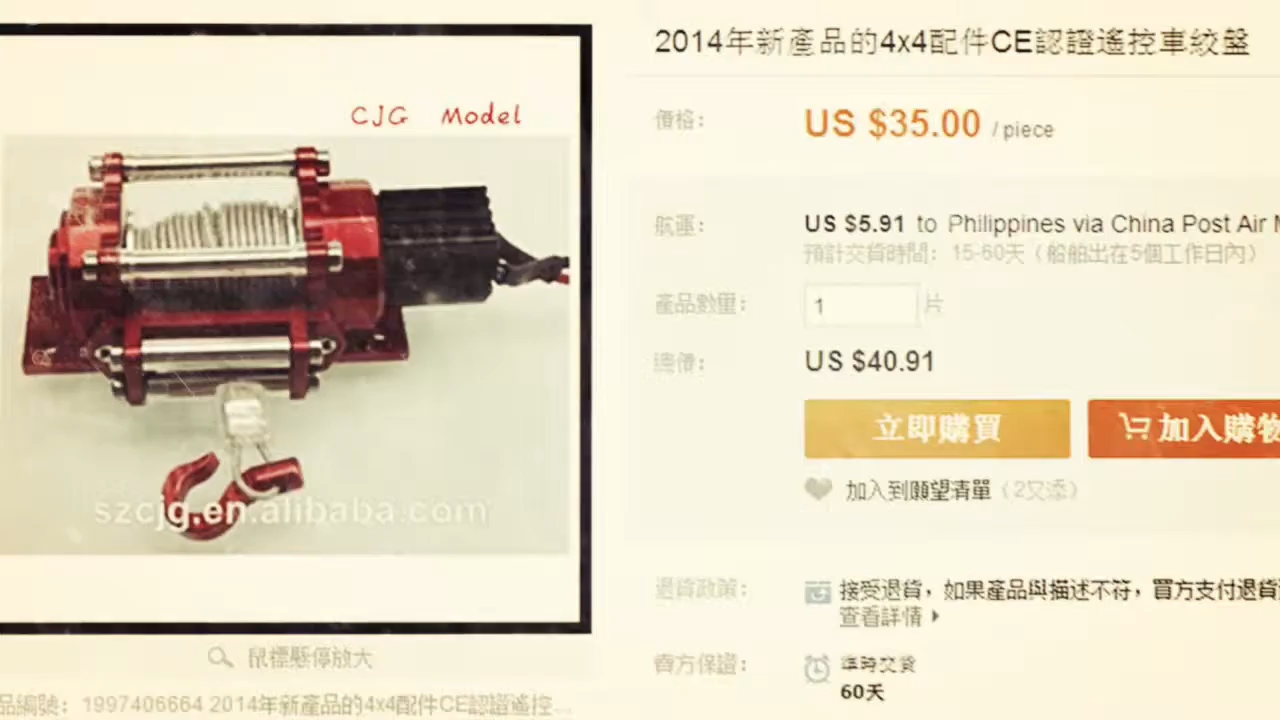 CJG Model
szcjg.en.alibaba.com
鼠標懸停放大
品編號：1997406664 2014年新產品的4x4配件CE認證遙控...
2014年新產品的4x4配件CE認證遙控車絞盤
價格：
US $35.00 / piece
航運：
US $5.91 to Philippines via China Post Air
預計交貨時間：15-60天（船舶出在5個工作日內）
產品數量：
1 片
總價：
US $40.91
立即購買
加入購物
加入到願望清單（2又添）
退貨政策：
接受退貨，如果產品與描述不符，買方支付退貨
查看詳情
賣方保證：
準時交貨
60天